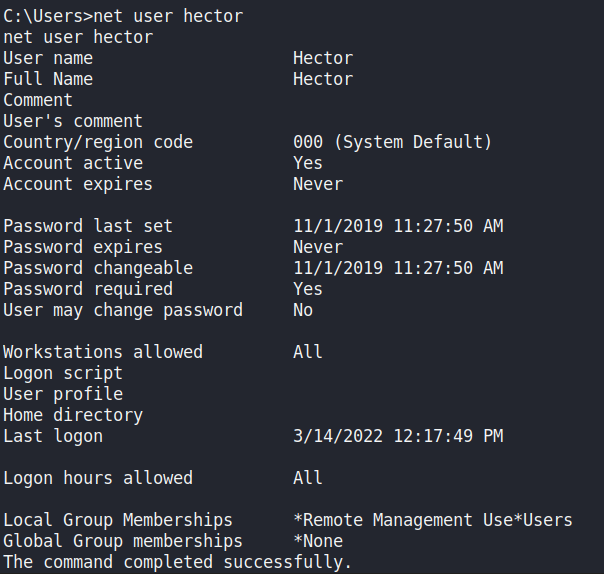 C:\Users>net user hector
net user hector
User name                    Hector
Full Name                    Hector
Comment
User's comment
Country/region code          000 (System Default)
Account active               Yes
Account expires              Never

Password last set            11/1/2019 11:27:50 AM
Password expires             Never
Password changeable          11/1/2019 11:27:50 AM
Password required            Yes
User may change password     No

Workstations allowed         All
Logon script
User profile
Home directory
Last logon                   3/14/2022 12:17:49 PM

Logon hours allowed          All

Local Group Memberships      *Remote Management Use*Users
Global Group memberships     *None
The command completed successfully.